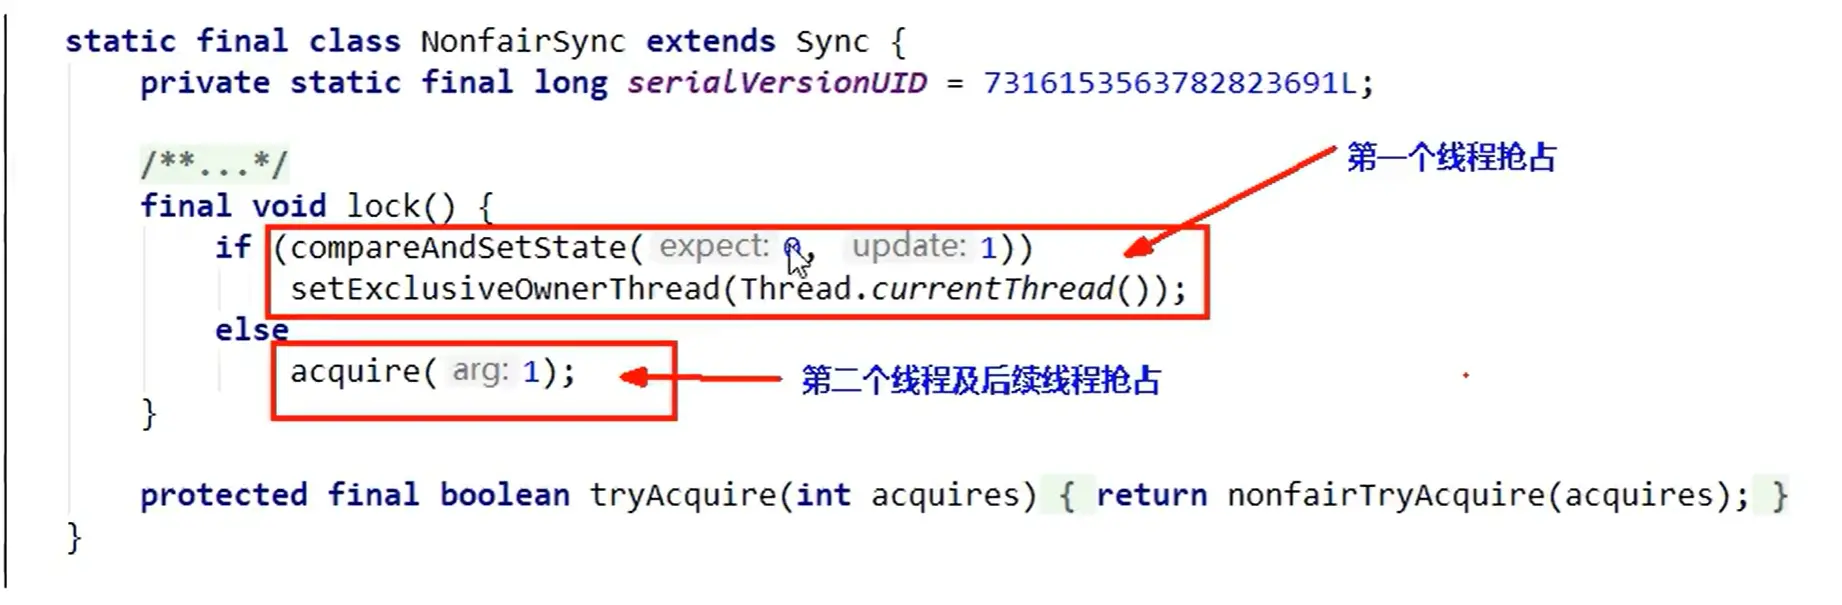 static final class NonfairSync extends Sync {
private static final long serialVersionUID = 7316153563782823691L;
/**...*/
第一个线程抢占
final void lock() {
if (compareAndSetState( expect: 0, update: 1))
setExclusiveOwnerThread(Thread.currentThread());
else
acquire( arg: 1);
第二个线程及后续线程抢占
}
protected final boolean tryAcquire(int acquires) { return nonfairTryAcquire(acquires); }
}